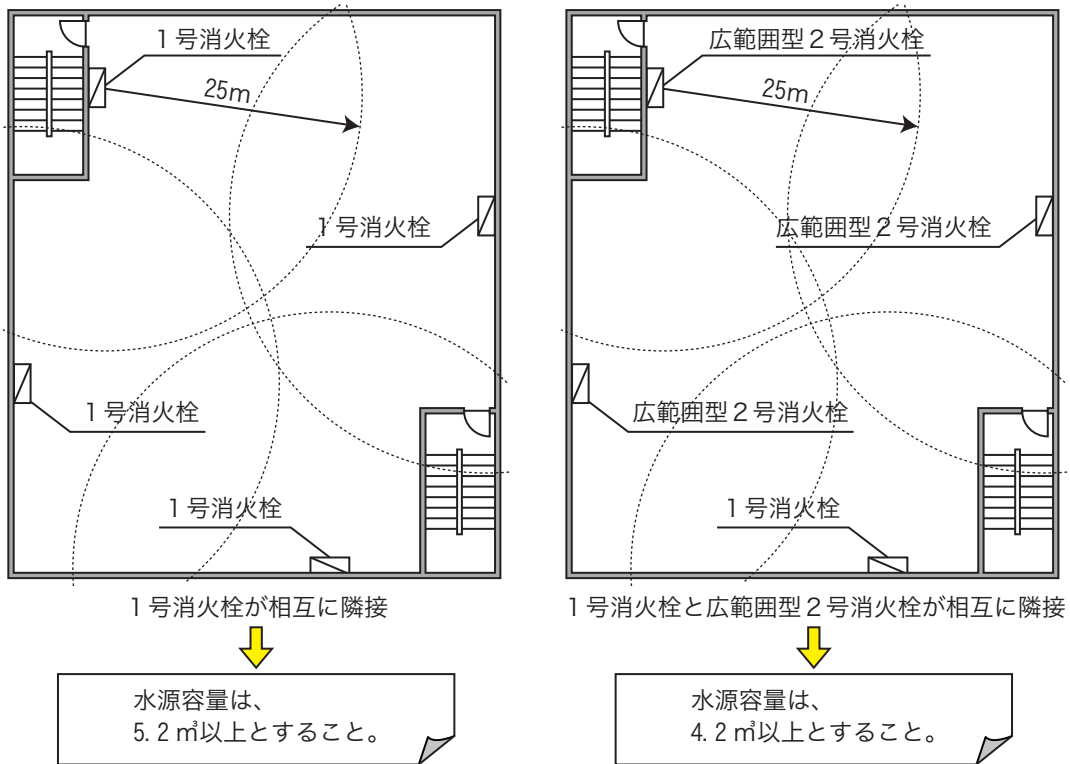 1号消火栓
25m
1号消火栓
1号消火栓
1号消火栓
1号消火栓が相互に隣接
水源容量は、
5.2㎥以上とすること。
広範囲型2号消火栓
25m
広範囲型2号消火栓
広範囲型2号消火栓
1号消火栓
1号消火栓と広範囲型2号消火栓が相互に隣接
水源容量は、
4.2㎥以上とすること。